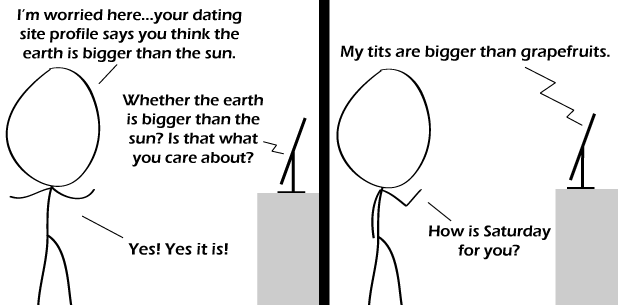 I'm worried here...your dating
site profile says you think the
earth is bigger than the sun.
Whether the earth
is bigger than the
sun? Is that what
you care about?
Yes! Yes it is!
My tits are bigger than grapefruits.
How is Saturday
for you?